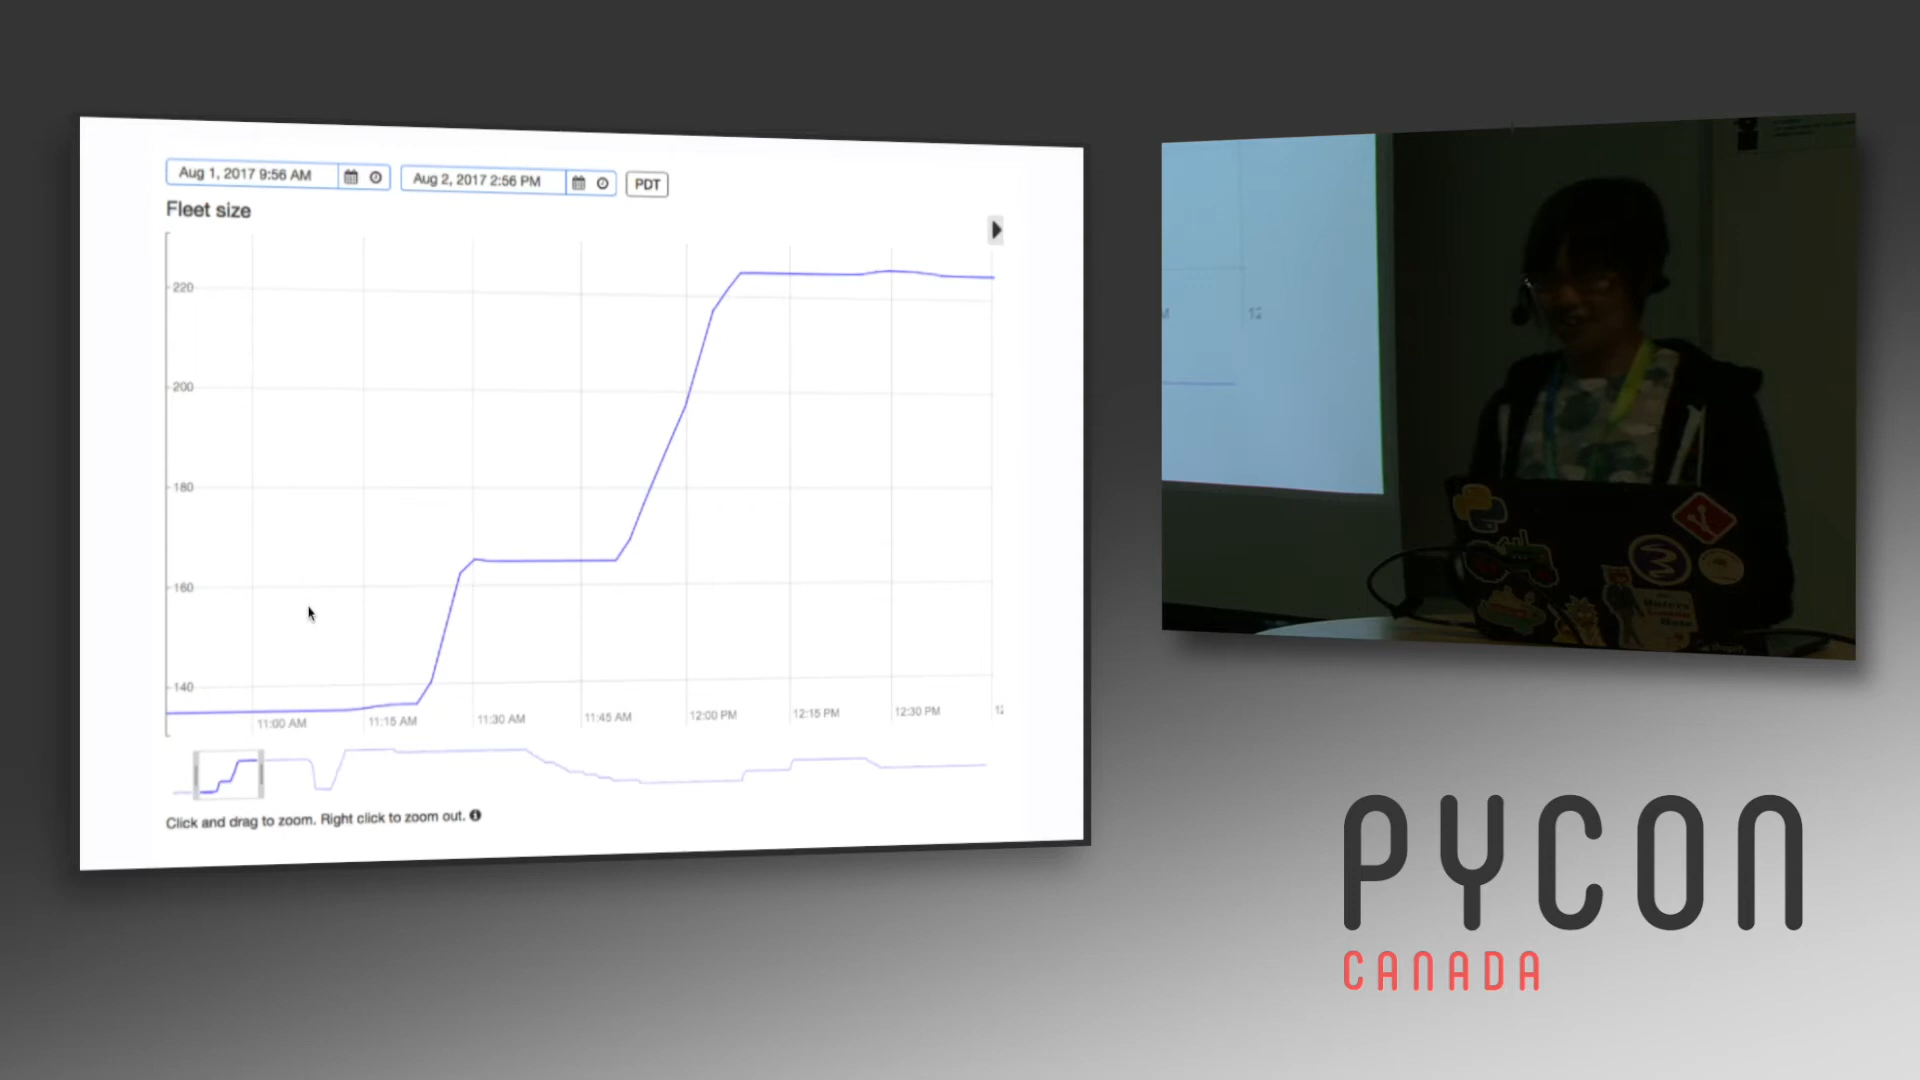 Aug 1, 2017 9:56 AM
Aug 2, 2017 2:56 PM
PDT
Fleet size
220
200
180
160
140
11:00 AM
11:15 AM
11:30 AM
11:45 AM
12:00 PM
12:15 PM
12:30 PM
12
Click and drag to zoom. Right click to zoom out.
12
PYCON
CANADA